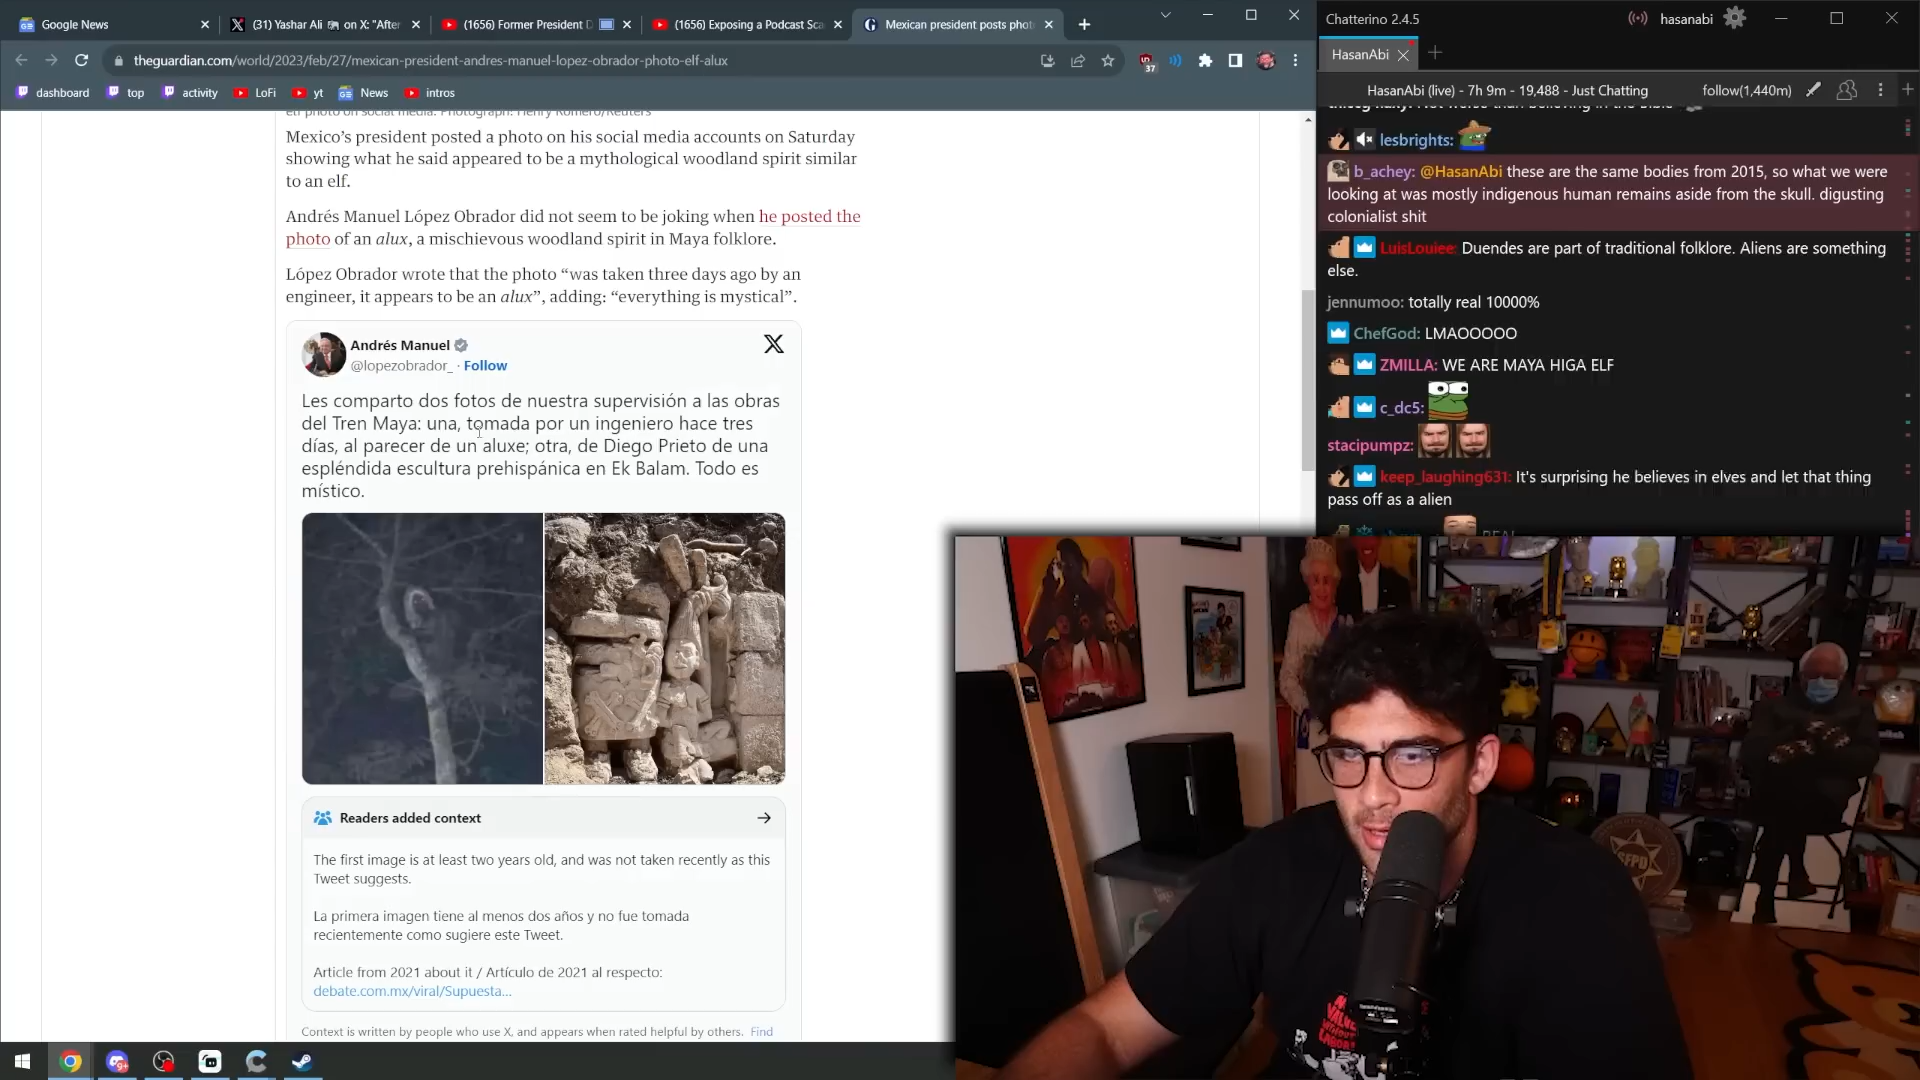 Google News
(31) Yashar Ali on X: "After
(1656) Former President D
(1656) Exposing a Podcast Sca
Mexican president posts phot
theguardian.com/world/2023/feb/27/mexican-president-andres-manuel-lopez-obrador-photo-elf-alux
37
dashboard
top
activity
LoFi
yt
News
intros
Mexico's president posted a photo on his social media accounts on Saturday
showing what he said appeared to be a mythological woodland spirit similar
to an elf.
Andrés Manuel López Obrador did not seem to be joking when he posted the
photo of an alux, a mischievous woodland spirit in Maya folklore.
López Obrador wrote that the photo “was taken three days ago by an
engineer, it appears to be an alux”, adding: “everything is mystical”.
Andrés Manuel
@lopezobrador_ · Follow
Les comparto dos fotos de nuestra supervisión a las obras
del Tren Maya: una, tomada por un ingeniero hace tres
días, al parecer de un aluxe; otra, de Diego Prieto de una
espléndida escultura prehispánica en Ek Balam. Todo es
místico.
Readers added context
The first image is at least two years old, and was not taken recently as this
Tweet suggests.
La primera imagen tiene al menos dos años y no fue tomada
recientemente como sugiere este Tweet.
Article from 2021 about it / Artículo de 2021 al respecto:
debate.com.mx/viral/Supuesta...
Context is written by people who use X, and appears when rated helpful by others. Find
Chatterino 2.4.5
hasanabi
HasanAbi
HasanAbi (live) - 7h 9m - 19,488 - Just Chatting
follow(1,440m)
lesbrights:
b_achey: @HasanAbi these are the same bodies from 2015, so what we were
looking at was mostly indigenous human remains aside from the skull. digusting
colonialist shit
LuisLouiee: Duendes are part of traditional folklore. Aliens are something
else.
jennumoo: totally real 10000%
ChefGod: LMAOOOOO
ZMILLA: WE ARE MAYA HIGA ELF
c_dc5:
stacipumpz:
keep_laughing631: It's surprising he believes in elves and let that thing
pass off as a alien
SFPD